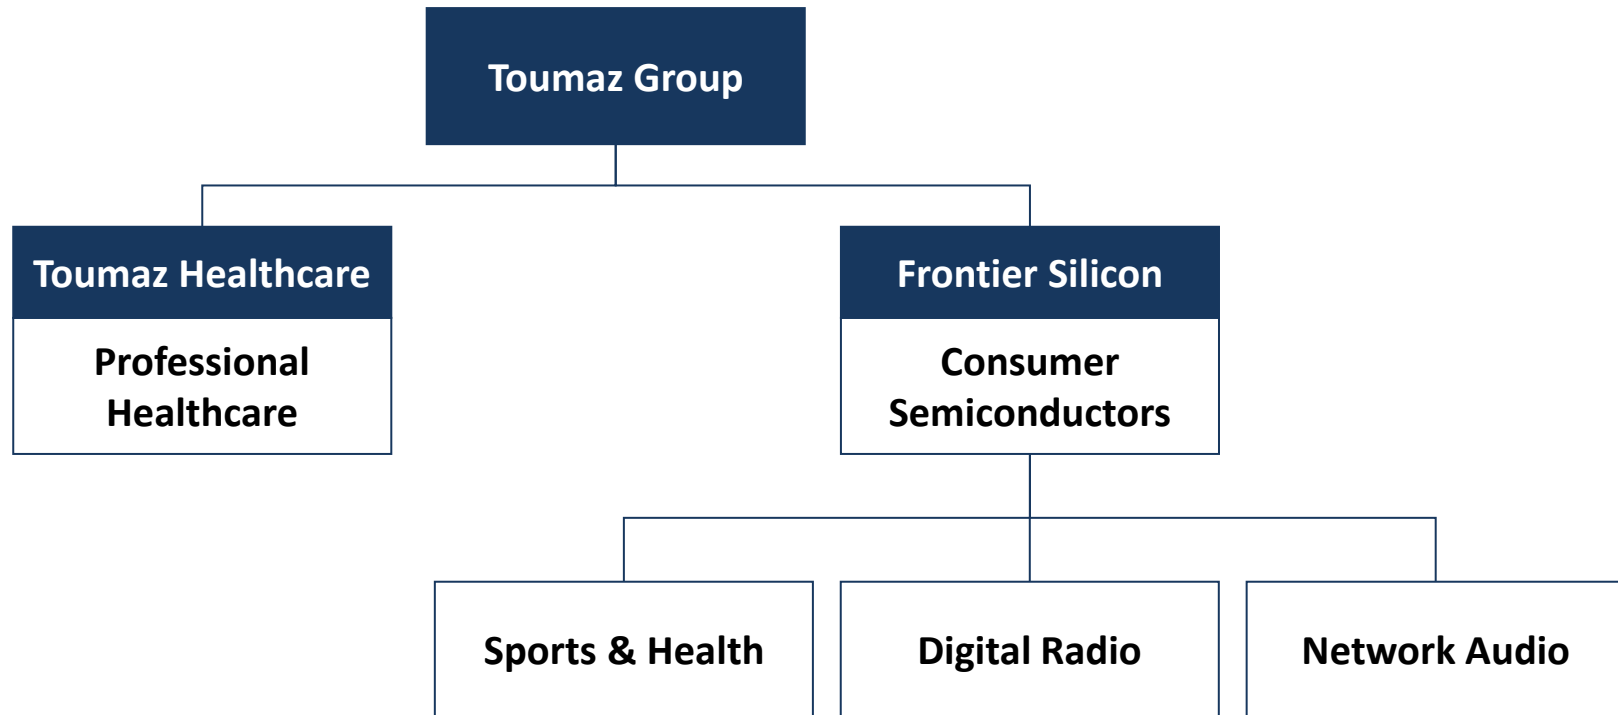 Toumaz Group
Toumaz Healthcare
Professional
Healthcare
Frontier Silicon
Consumer
Semiconductors
Sports & Health
Digital Radio
Network Audio